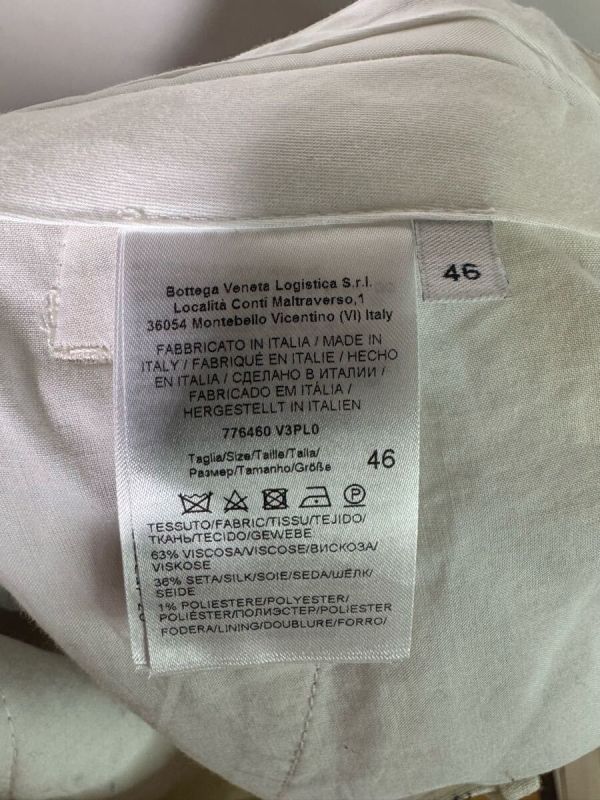 46
Bottega Veneta Logistica S.r.l.
Località Conti Maltraverso,1
36054 Montebello Vicentino (VI) Italy
FABBRICATO IN ITALIA / MADE IN
ITALY / FABRIQUÉ EN ITALIE / HECHO
EN ITALIA / СДЕЛАНО В ИТАЛИИ /
FABRICADO EM ITÁLIA /
HERGESTELLT IN ITALIEN
776460 V3PL0
Taglia/Size/Taille/Talla/
Размер/Tamanho/Größe
46
P
TESSUTO/FABRIC/TISSU/TEJIDO/
ТКАНЬ/TECIDO/GEWEBE
63% VISCOSA/VISCOSE/ВИСКОЗА/
VISKOSE
36% SETA/SILK/SOIE/SEDA/ШЁЛК/
SEIDE
1% POLIESTERE/POLYESTER/
POLIÉSTER/ПОЛИЭСТЕР/POLIESTER
FODERA/LINING/DOUBLURE/FORRO/